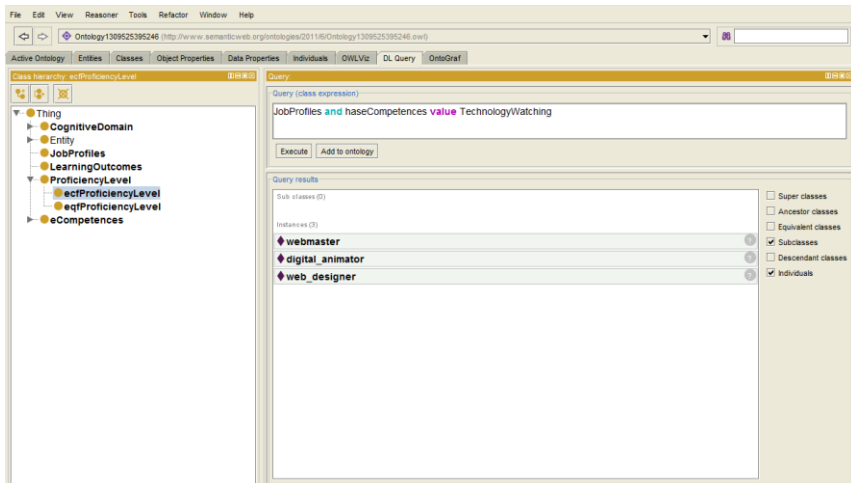 File Edit View Reasoner Tools Refactor Window Help
Ontology1309525395246 (http://www.semanticweb.org/ontologies/2011/6/Ontology1309525395246.owl)
Active Ontology Entities Classes Object Properties Data Properties Individuals OWLViz DL Query OntoGraf
Class hierarchy: ecfProficiencyLevel
Thing
CognitiveDomain
Entity
JobProfiles
LearningOutcomes
ProficiencyLevel
ecfProficiencyLevel
eqfProficiencyLevel
eCompetences
Query:
Query (class expression)
JobProfiles and haseCompetences value TechnologyWatching
Execute Add to ontology
Query results
Sub classes (0)
Instances (3)
webmaster ?
digital_animator ?
web_designer ?
Super classes
Ancestor classes
Equivalent classes
Subclasses
Descendant classes
Individuals